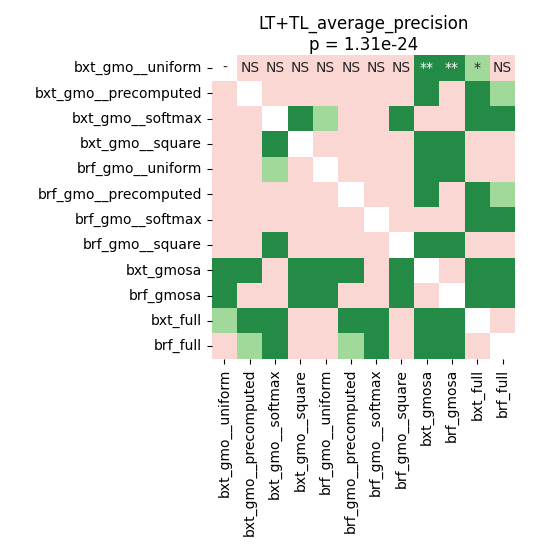 LT+TL_average_precision
p = 1.31e-24
bxt_gmo__uniform - NS NS NS NS NS NS NS ** ** * NS
bxt_gmo__precomputed
bxt_gmo__softmax
bxt_gmo__square
brf_gmo__uniform
brf_gmo__precomputed
brf_gmo__softmax
brf_gmo__square
bxt_gmosa
brf_gmosa
bxt_full
brf_full
bxt_gmo__uniform
bxt_gmo__precomputed
bxt_gmo__softmax
bxt_gmo__square
brf_gmo__uniform
brf_gmo__precomputed
brf_gmo__softmax
brf_gmo__square
bxt_gmosa
brf_gmosa
bxt_full
brf_full